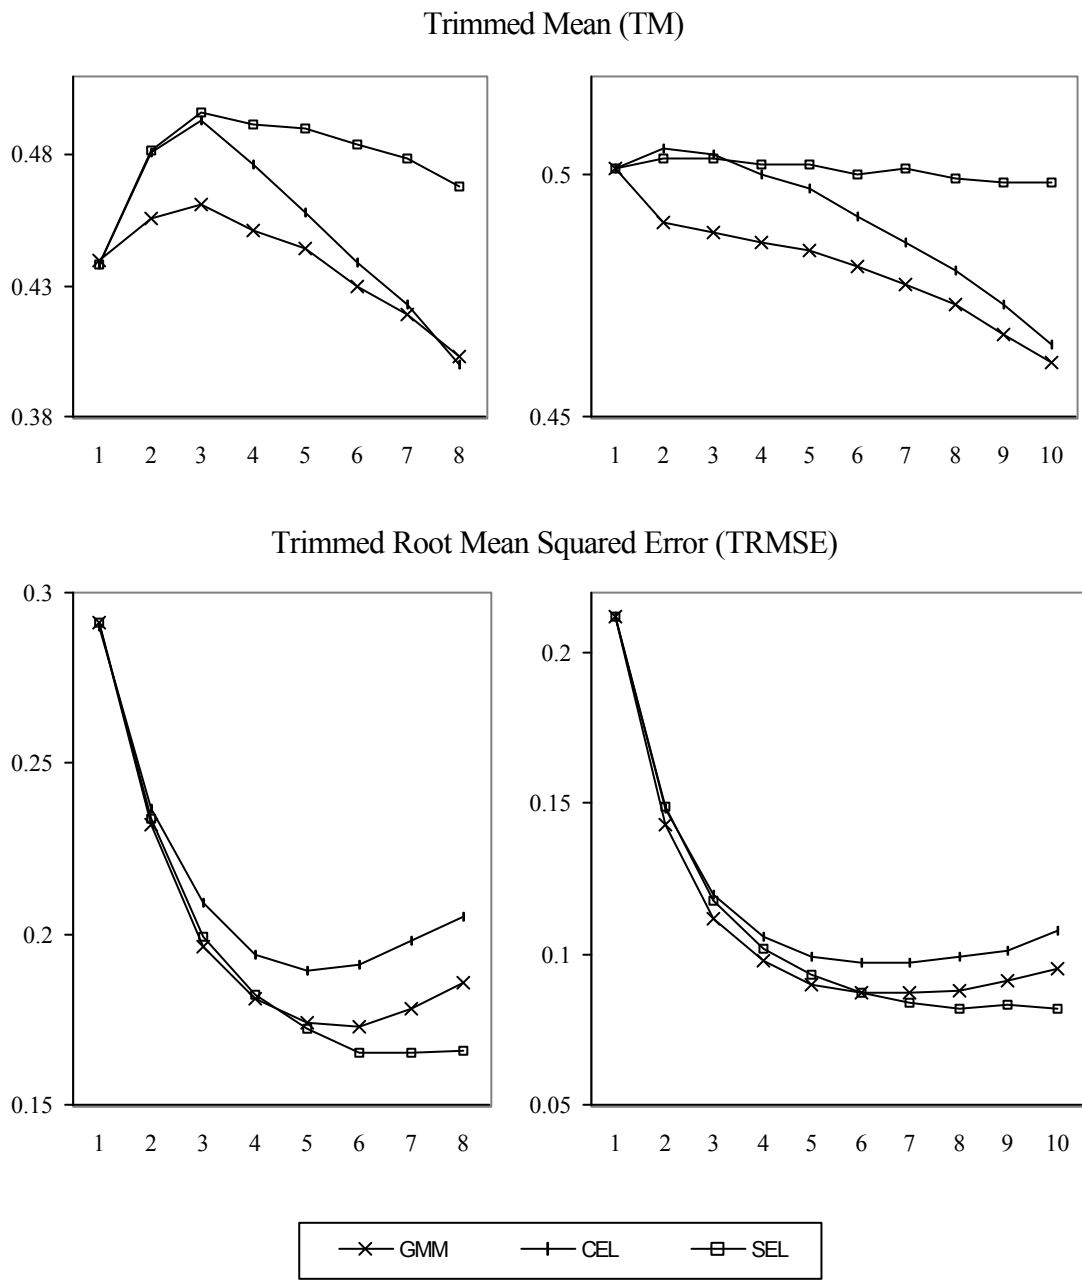 Trimmed Mean (TM)
0.48
0.43
0.38
1 2 3 4 5 6 7 8
0.5
0.45
1 2 3 4 5 6 7 8 9 10
Trimmed Root Mean Squared Error (TRMSE)
0.3
0.25
0.2
0.15
1 2 3 4 5 6 7 8
0.2
0.15
0.1
0.05
1 2 3 4 5 6 7 8 9 10
GMM CEL SEL